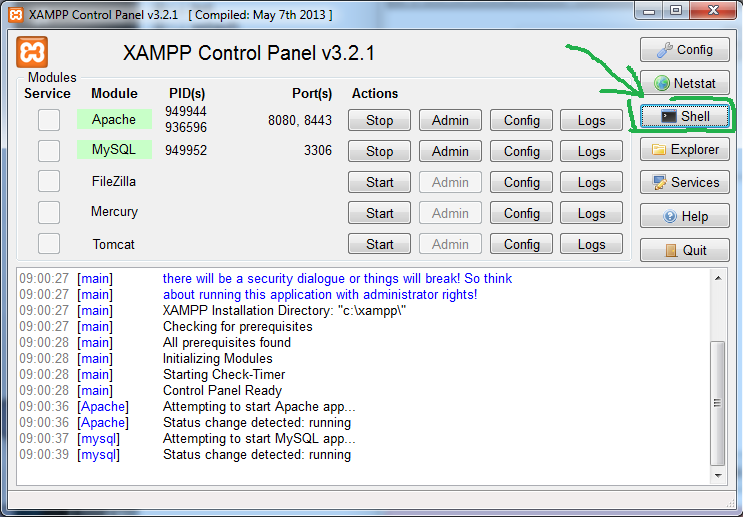 XAMPP Control Panel v3.2.1 [ Compiled: May 7th 2013 ]
XAMPP Control Panel v3.2.1
Config
Modules
Service Module PID(s) Port(s) Actions
Netstat
Apache 949944 936596 8080, 8443 Stop Admin Config Logs
Shell
MySQL 949952 3306 Stop Admin Config Logs
Explorer
FileZilla Start Admin Config Logs
Services
Mercury Start Admin Config Logs
Help
Tomcat Start Admin Config Logs
Quit
09:00:27 [main] there will be a security dialogue or things will break! So think
09:00:27 [main] about running this application with administrator rights!
09:00:27 [main] XAMPP Installation Directory: "c:\xampp\"
09:00:27 [main] Checking for prerequisites
09:00:28 [main] All prerequisites found
09:00:28 [main] Initializing Modules
09:00:28 [main] Starting Check-Timer
09:00:28 [main] Control Panel Ready
09:00:36 [Apache] Attempting to start Apache app...
09:00:36 [Apache] Status change detected: running
09:00:37 [mysql] Attempting to start MySQL app...
09:00:39 [mysql] Status change detected: running